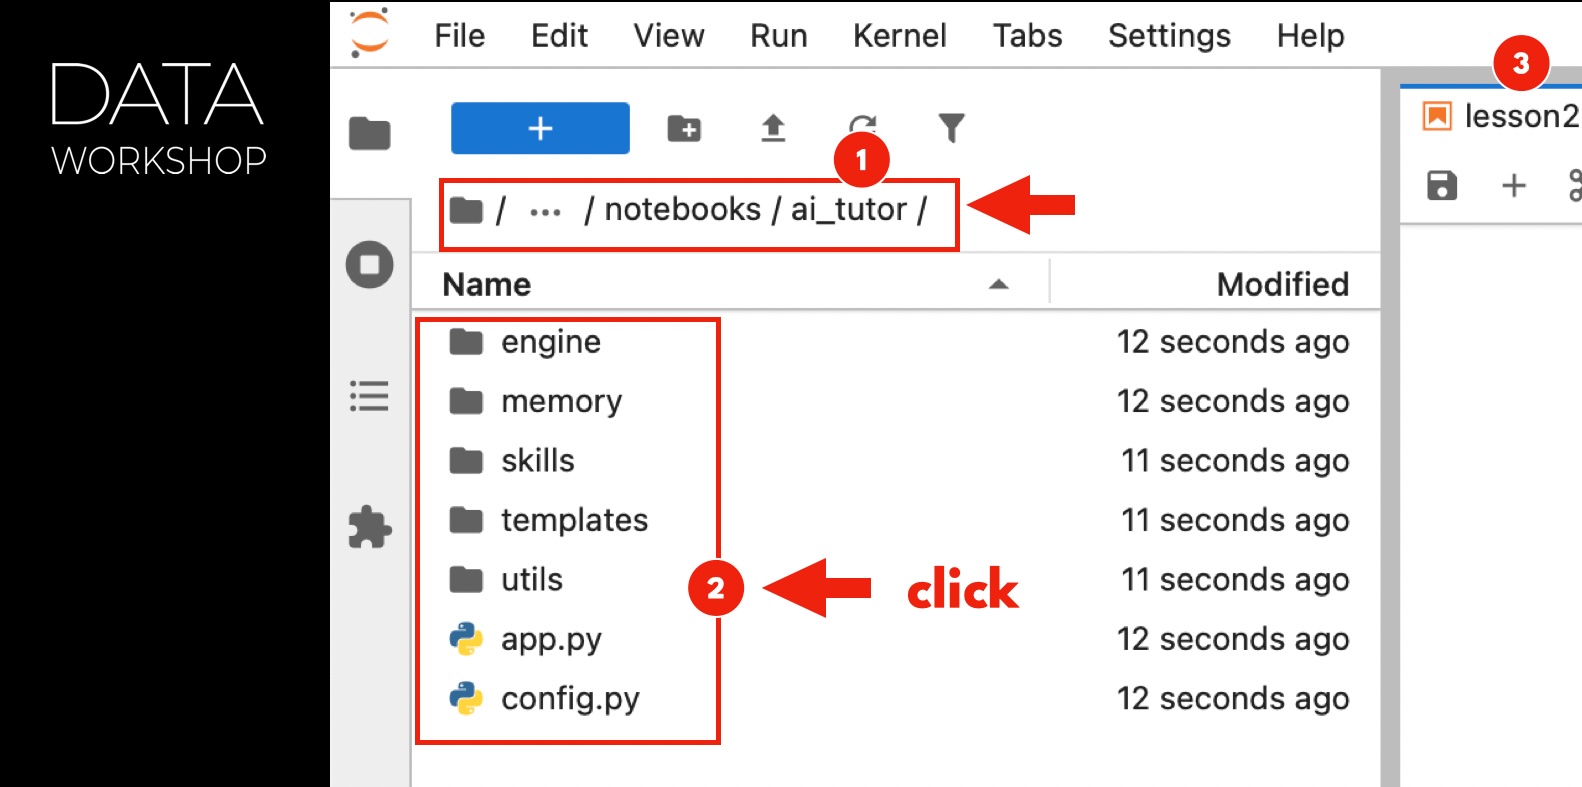 DATA
WORKSHOP
File Edit View Run Kernel Tabs Settings Help
3
lesson2
+
1
/ ... / notebooks / ai_tutor /
+
Name Modified
engine 12 seconds ago
memory 12 seconds ago
skills 11 seconds ago
templates 11 seconds ago
utils 11 seconds ago
2 click
app.py 12 seconds ago
config.py 12 seconds ago